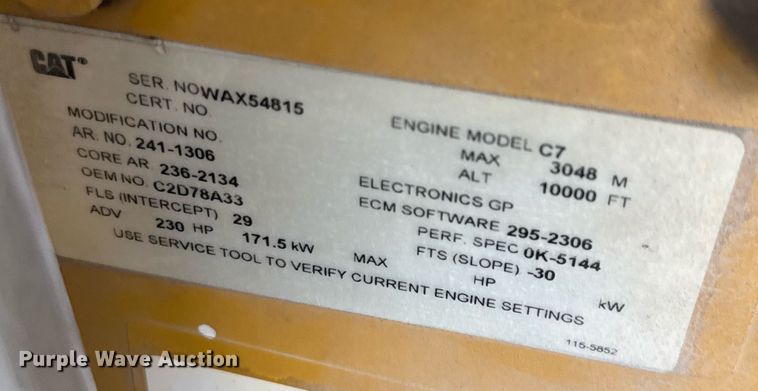 CAT®
SER. NO WAX54815
CERT. NO.
MODIFICATION NO.
AR. NO. 241-1306
CORE AR. 236-2134
OEM NO. C2D78A33
FLS (INTERCEPT) 29
ADV 230 HP 171.5 kW
ENGINE MODEL C7
MAX ALT 3048 M
10000 FT
ELECTRONICS GP
ECM SOFTWARE 295-2306
PERF. SPEC 0K-5144
FTS (SLOPE) -30
MAX HP kW
USE SERVICE TOOL TO VERIFY CURRENT ENGINE SETTINGS
115-5852
Purple Wave Auction